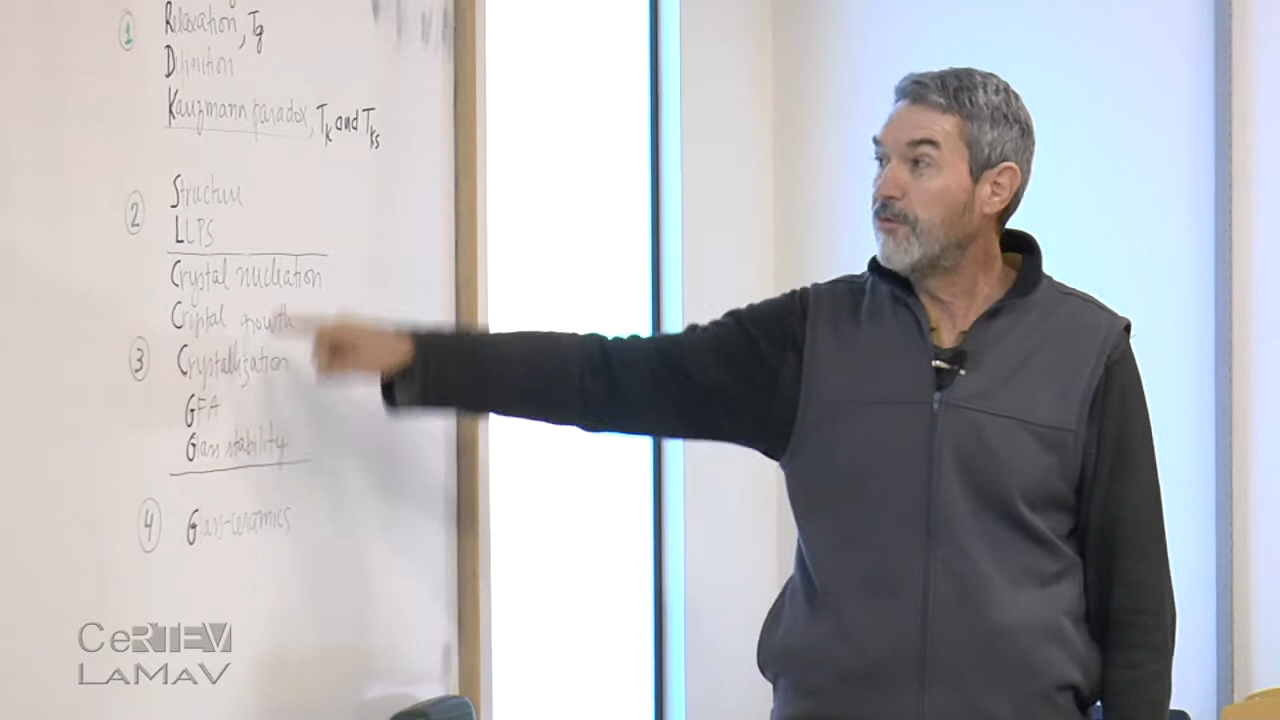 ① Relaxation, Tg
Definition
Kauzmann paradox, TK and TKS
② Structure
LLPS
Crystal nucleation
Crystal growth
③ Crystallization
GFA
Glass stability
④ Glass-ceramics
CeRTEV
LaMaV